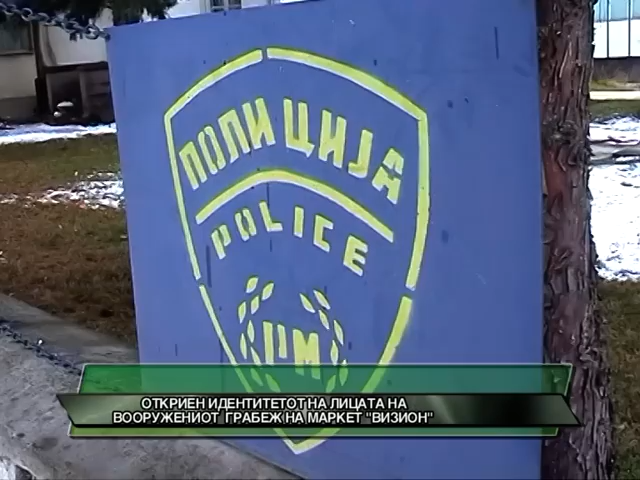 ПОЛИЦИЈА
POLICE
РМ
ОТКРИЕН ИДЕНТИТЕТОТ НА ЛИЦАТА НА
ВООРУЖЕНИОТ ГРАБЕЖ НА МАРКЕТ "ВИЗИОН"